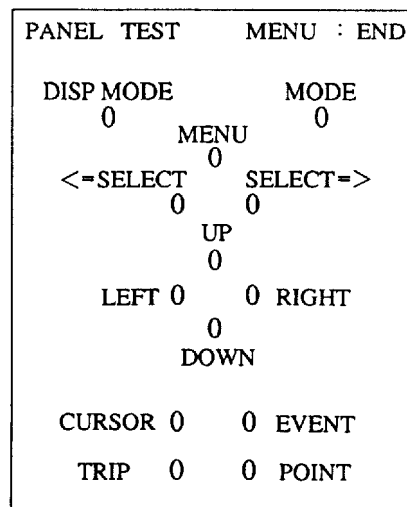 PANEL TEST MENU : END
DISP MODE MODE
0 0
MENU
0
<=SELECT SELECT=>
0 0
UP
0
LEFT 0 0 RIGHT
0
DOWN
CURSOR 0 0 EVENT
TRIP 0 0 POINT